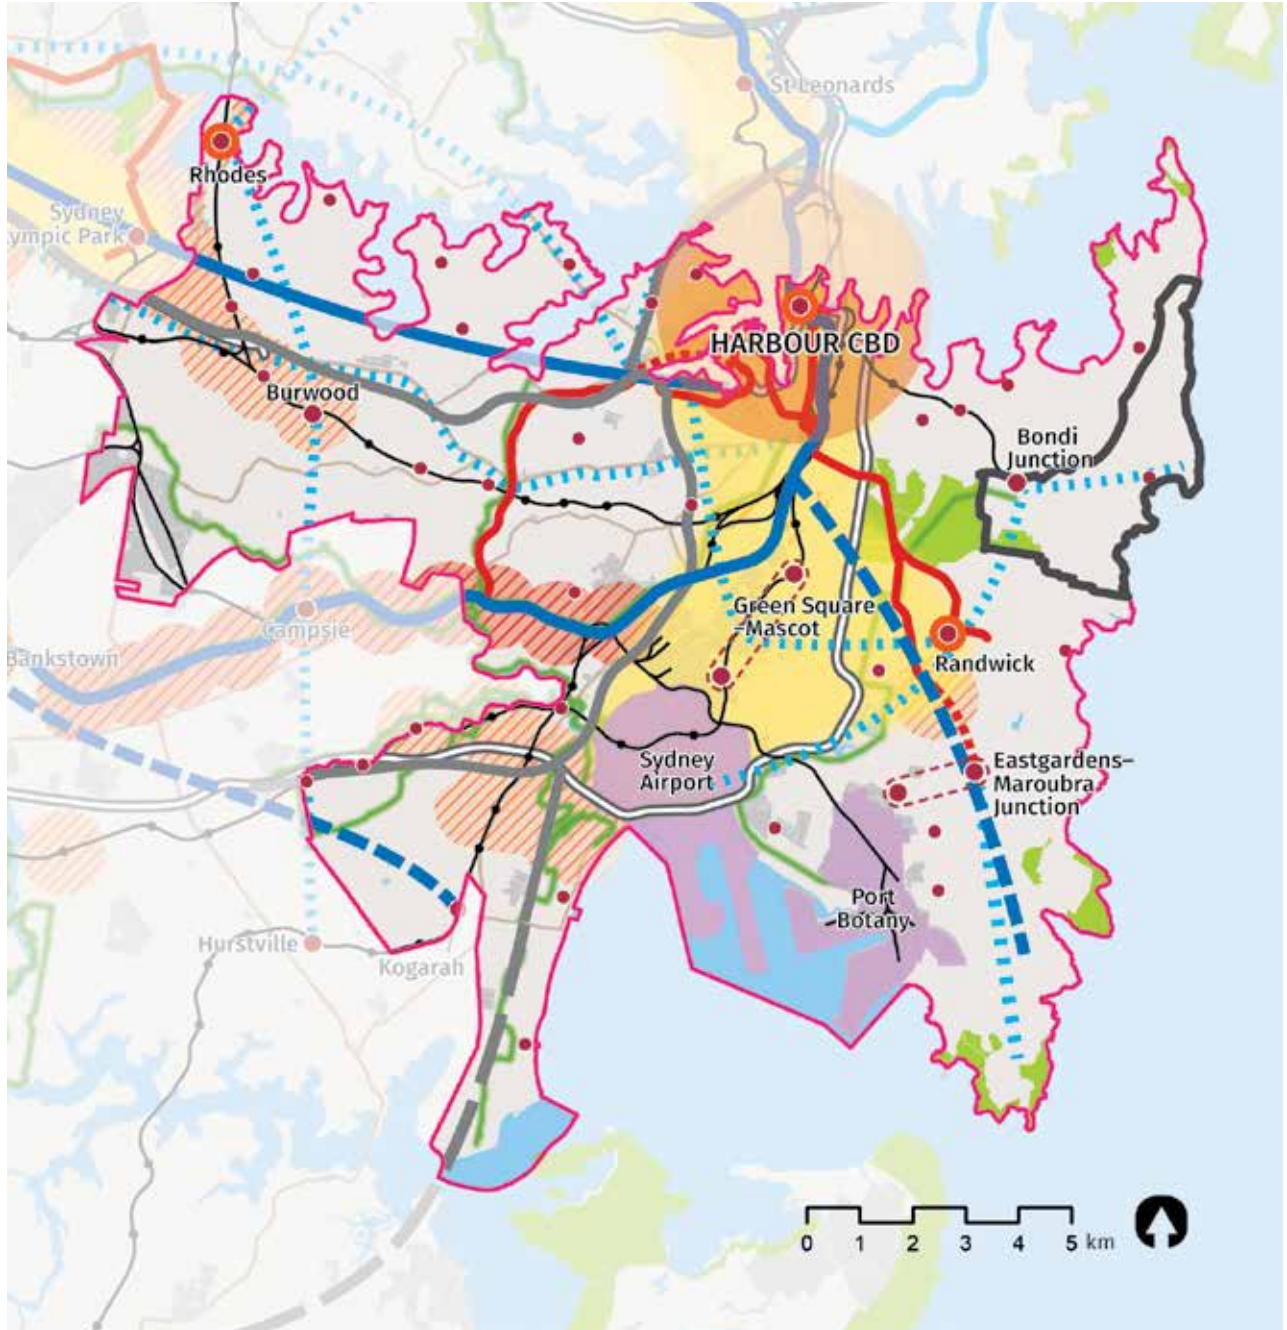 St Leonards
Rhodes
Sydney
ympic Park
HARBOUR CBD
Burwood
Bondi
Junction
Green Square
–Mascot
Campsie
Bankstown
Randwick
Sydney
Airport
Eastgardens–
Maroubra
Junction
Port
Botany
Hurstville
Kogarah
0 1 2 3 4 5 km